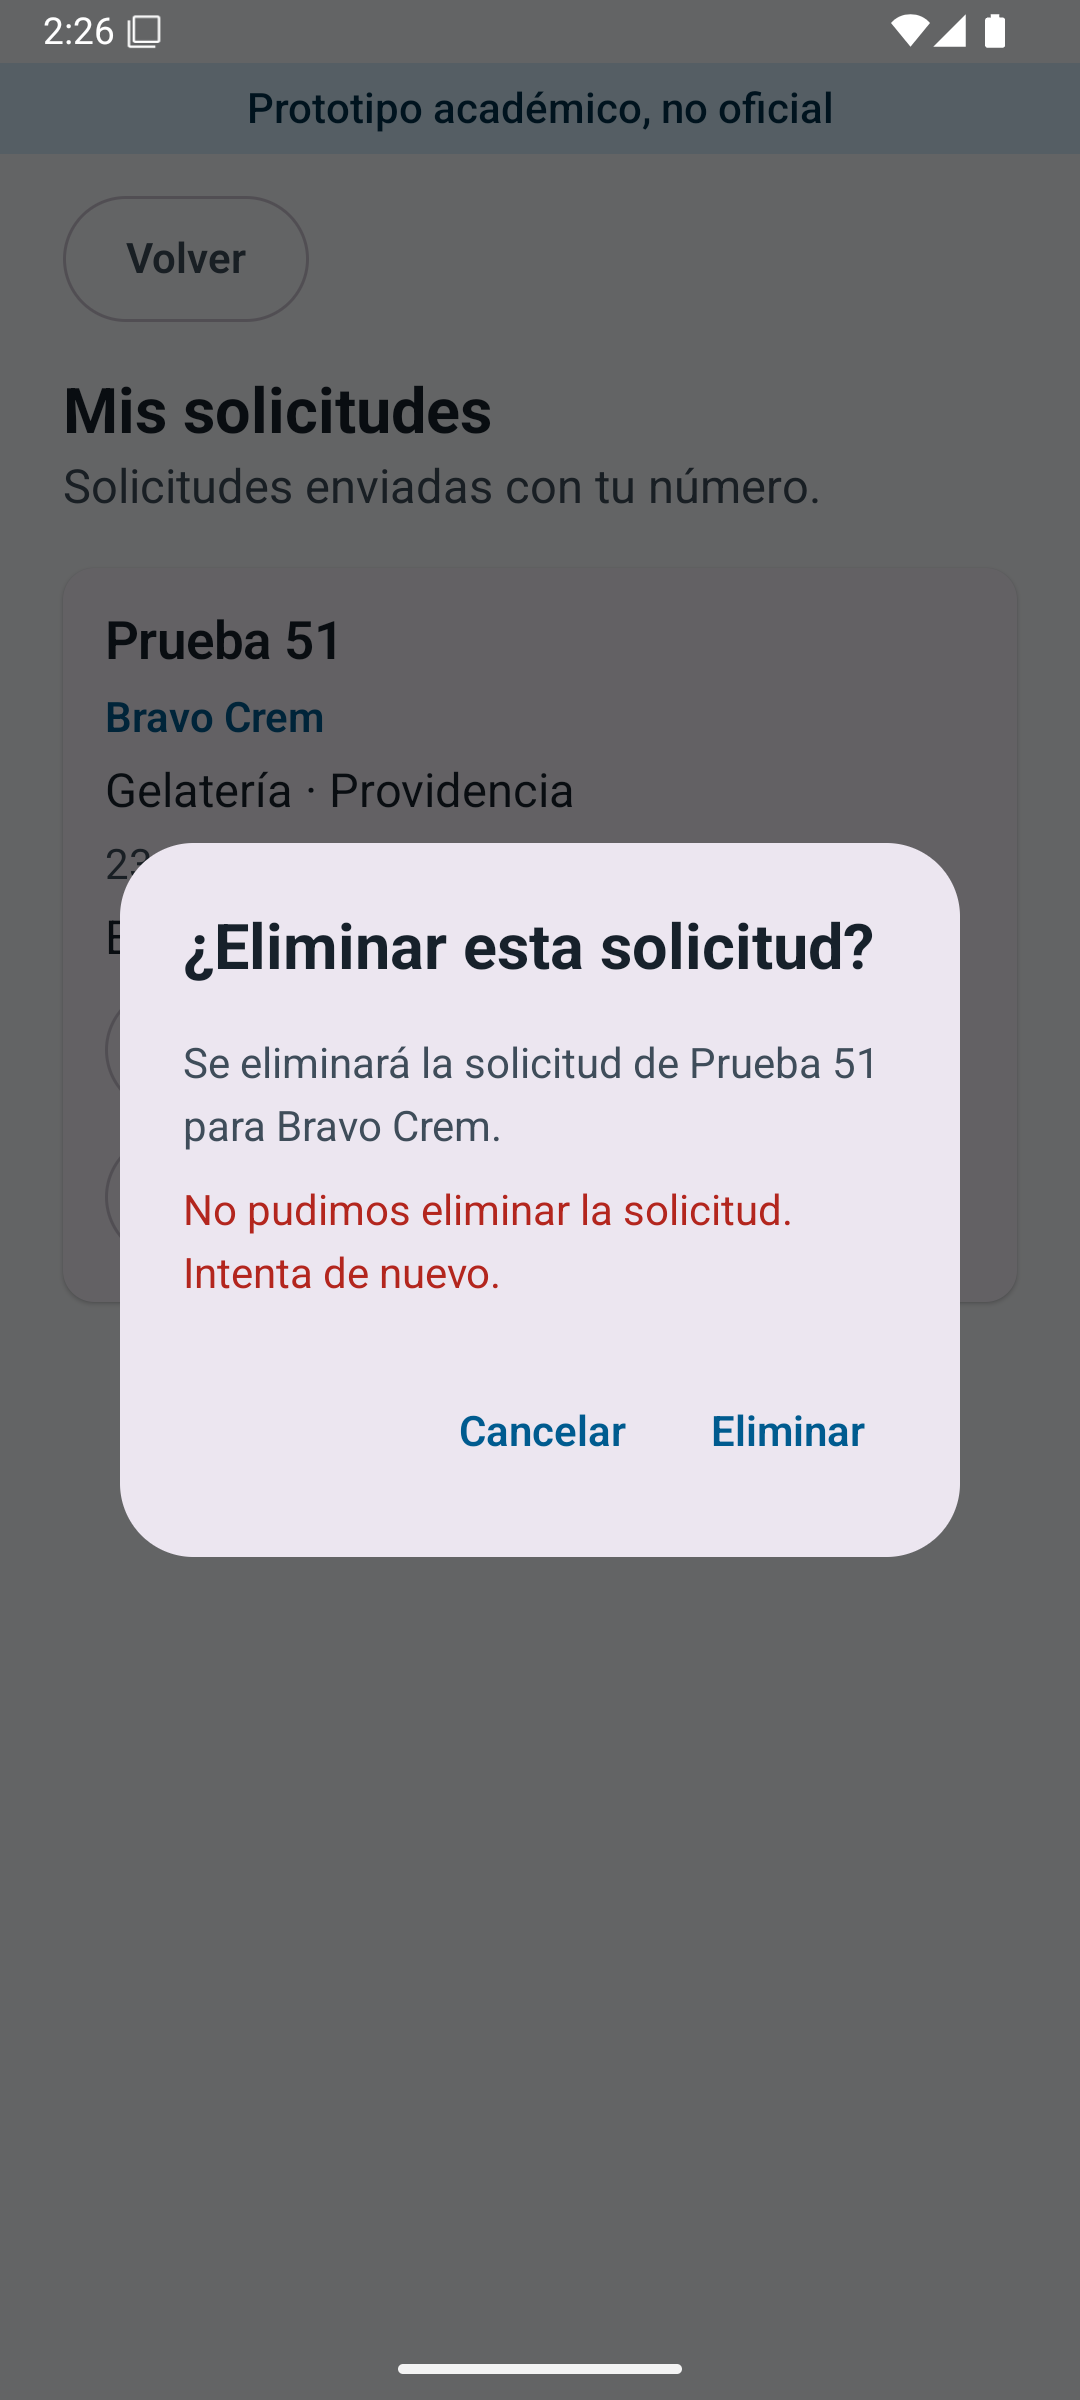 2:26
Prototipo académico, no oficial
Volver
Mis solicitudes
Solicitudes enviadas con tu número.
Prueba 51
Bravo Crem
Gelatería · Providencia
¿Eliminar esta solicitud?
Se eliminará la solicitud de Prueba 51
para Bravo Crem.
No pudimos eliminar la solicitud.
Intenta de nuevo.
Cancelar
Eliminar